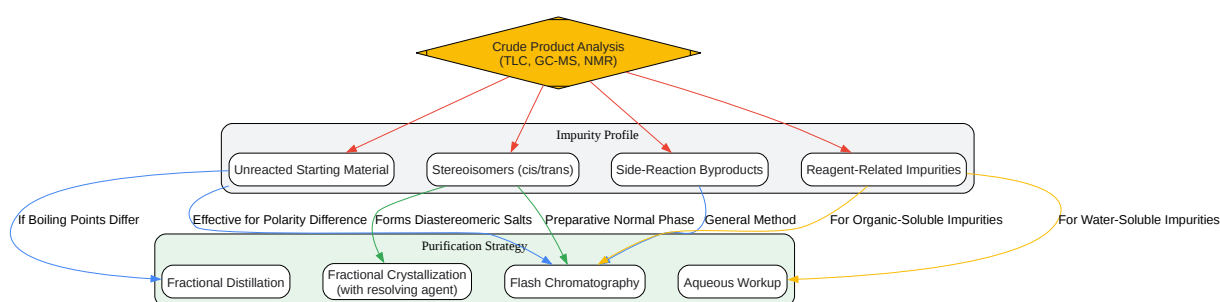 Crude Product Analysis
(TLC, GC-MS, NMR)
Impurity Profile
Unreacted Starting Material
Stereoisomers (cis/trans)
Side-Reaction Byproducts
Reagent-Related Impurities
If Boiling Points Differ
Effective for Polarity Difference
Forms Diastereomeric Salts
Preparative Normal Phase
General Method
For Organic-Soluble Impurities
For Water-Soluble Impurities
Purification Strategy
Fractional Distillation
Fractional Crystallization
(with resolving agent)
Flash Chromatography
Aqueous Workup